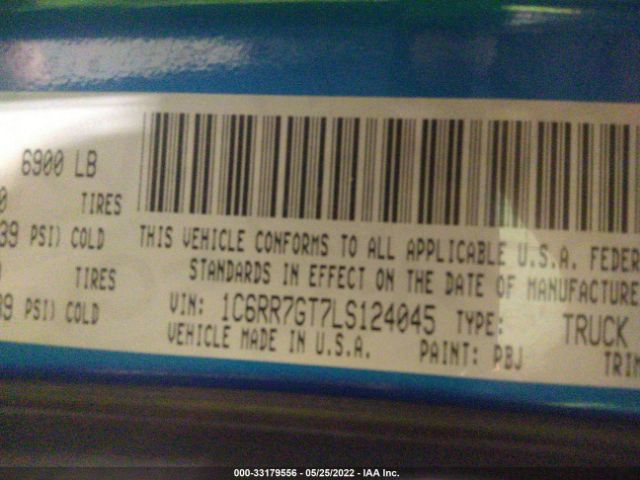 6900 LB
TIRES
39 PSI) COLD
TIRES
39 PSI) COLD
THIS VEHICLE CONFORMS TO ALL APPLICABLE U.S.A. FEDER
STANDARDS IN EFFECT ON THE DATE OF MANUFACTURE
VIN: 1C6RR7GT7LS124045 TYPE: TRUCK
VEHICLE MADE IN U.S.A. PAINT: PBJ TRIM
000-33179556 - 05/25/2022 - IAA Inc.